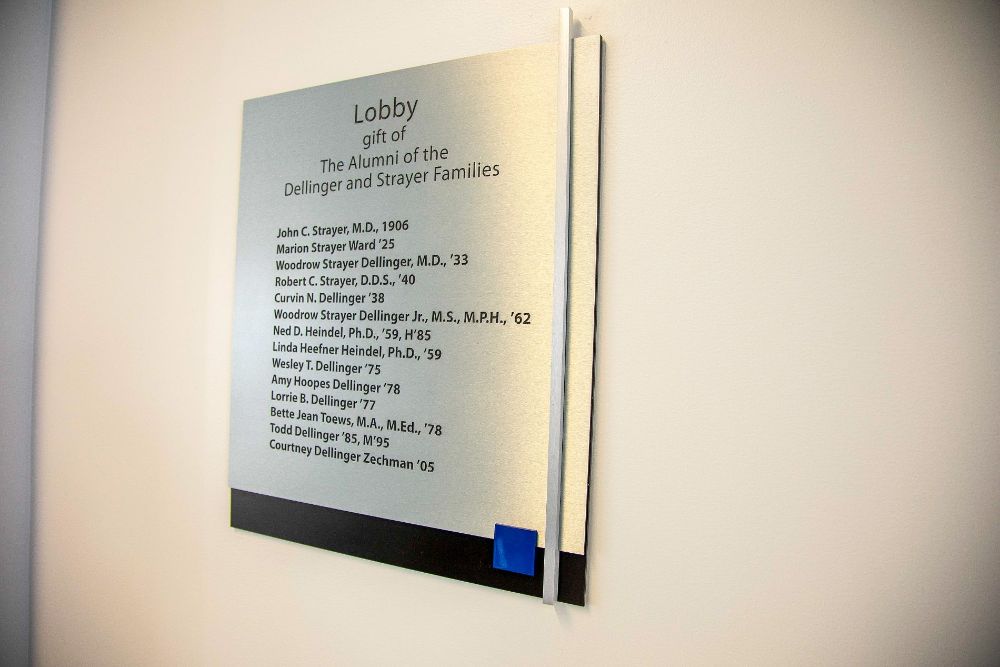 Lobby
gift of
The Alumni of the
Dellinger and Strayer Families
John C. Strayer, M.D., 1906
Marion Strayer Ward ’25
Woodrow Strayer Dellinger, M.D., ’33
Robert C. Strayer, D.D.S., ’40
Curvin N. Dellinger ’38
Woodrow Strayer Dellinger Jr., M.S., M.P.H., ’62
Ned D. Heindel, Ph.D., ’59, H’85
Linda Heefner Heindel, Ph.D., ’59
Wesley T. Dellinger ’75
Amy Hoopes Dellinger ’78
Lorrie B. Dellinger ’77
Bette Jean Toews, M.A., M.Ed., ’78
Todd Dellinger ’85, M’95
Courtney Dellinger Zechman ’05